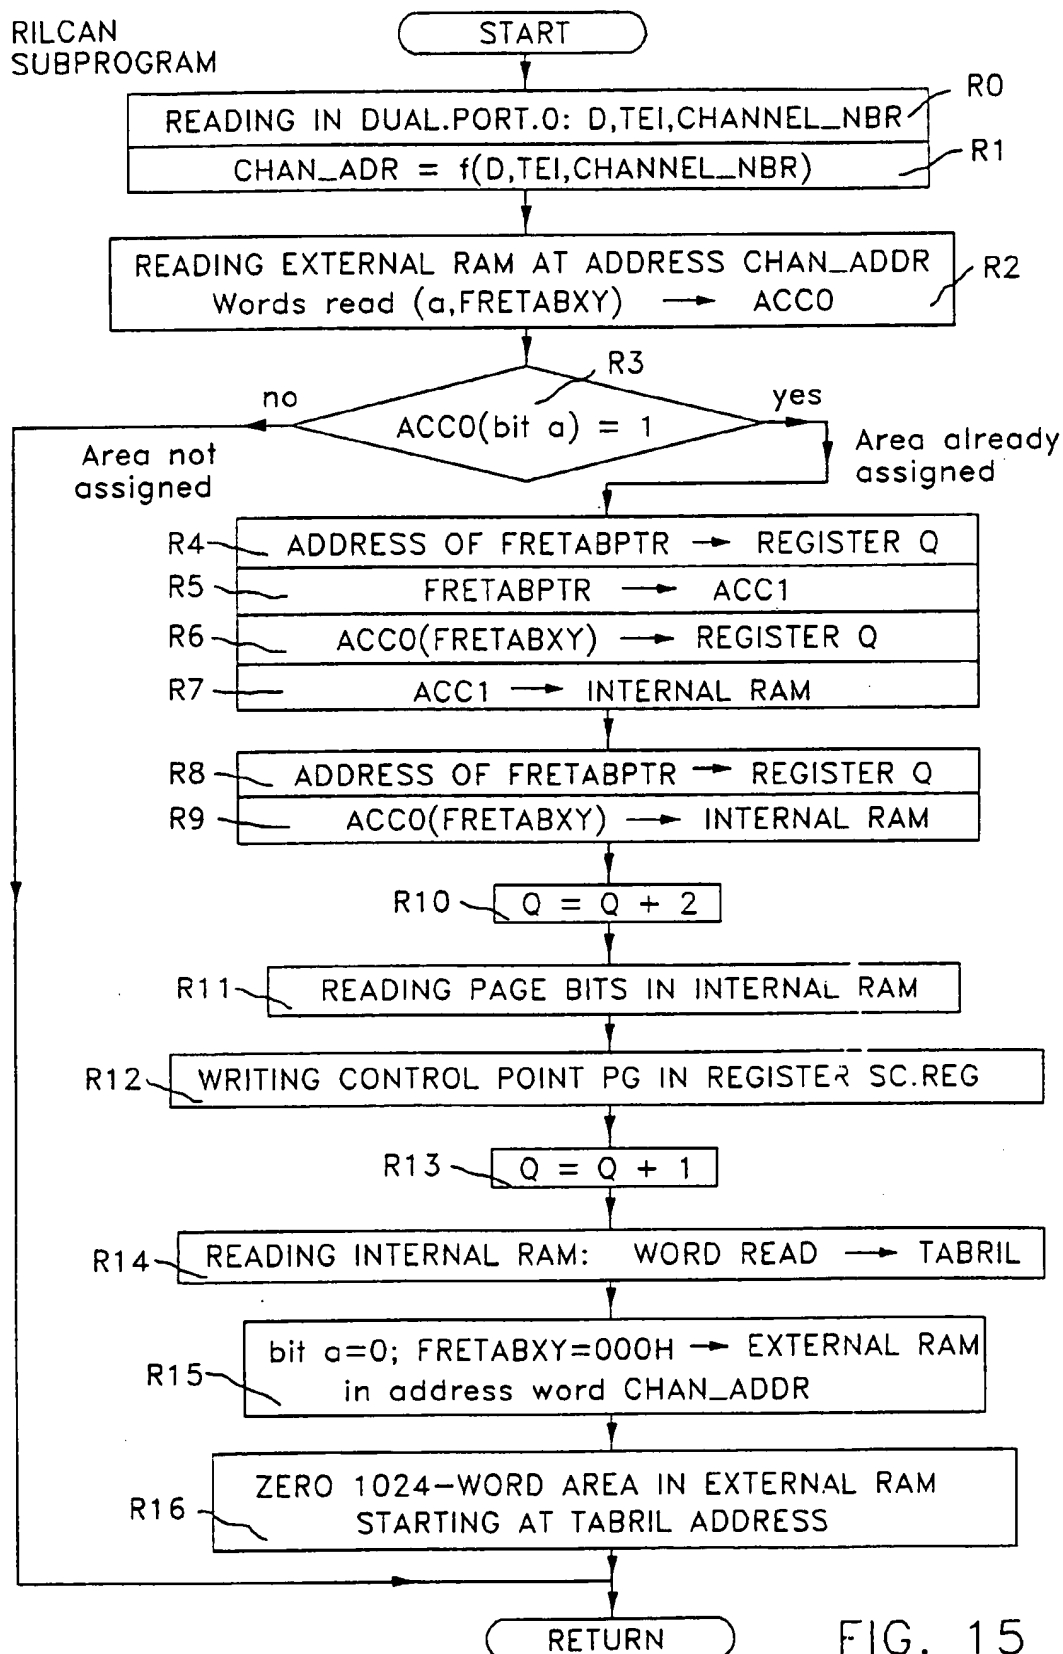 RILCAN
SUBPROGRAM
START
READING IN DUAL.PORT.0: D,TEI,CHANNEL_NBR
R0
CHAN_ADR = f(D,TEI,CHANNEL_NBR)
R1
READING EXTERNAL RAM AT ADDRESS CHAN_ADDR
Words read (a,FRETABXY) → ACC0
R2
R3
no
ACC0(bit a) = 1
yes
Area not
assigned
Area already
assigned
R4
ADDRESS OF FRETABPTR → REGISTER Q
R5
FRETABPTR → ACC1
R6
ACC0(FRETABXY) → REGISTER Q
R7
ACC1 → INTERNAL RAM
R8
ADDRESS OF FRETABPTR → REGISTER Q
R9
ACC0(FRETABXY) → INTERNAL RAM
R10
Q = Q + 2
R11
READING PAGE BITS IN INTERNAL RAM
R12
WRITING CONTROL POINT PG IN REGISTER SC.REG
R13
Q = Q + 1
R14
READING INTERNAL RAM: WORD READ → TABRIL
R15
bit a=0; FRETABXY=000H → EXTERNAL RAM
in address word CHAN_ADDR
R16
ZERO 1024-WORD AREA IN EXTERNAL RAM
STARTING AT TABRIL ADDRESS
RETURN
FIG. 15